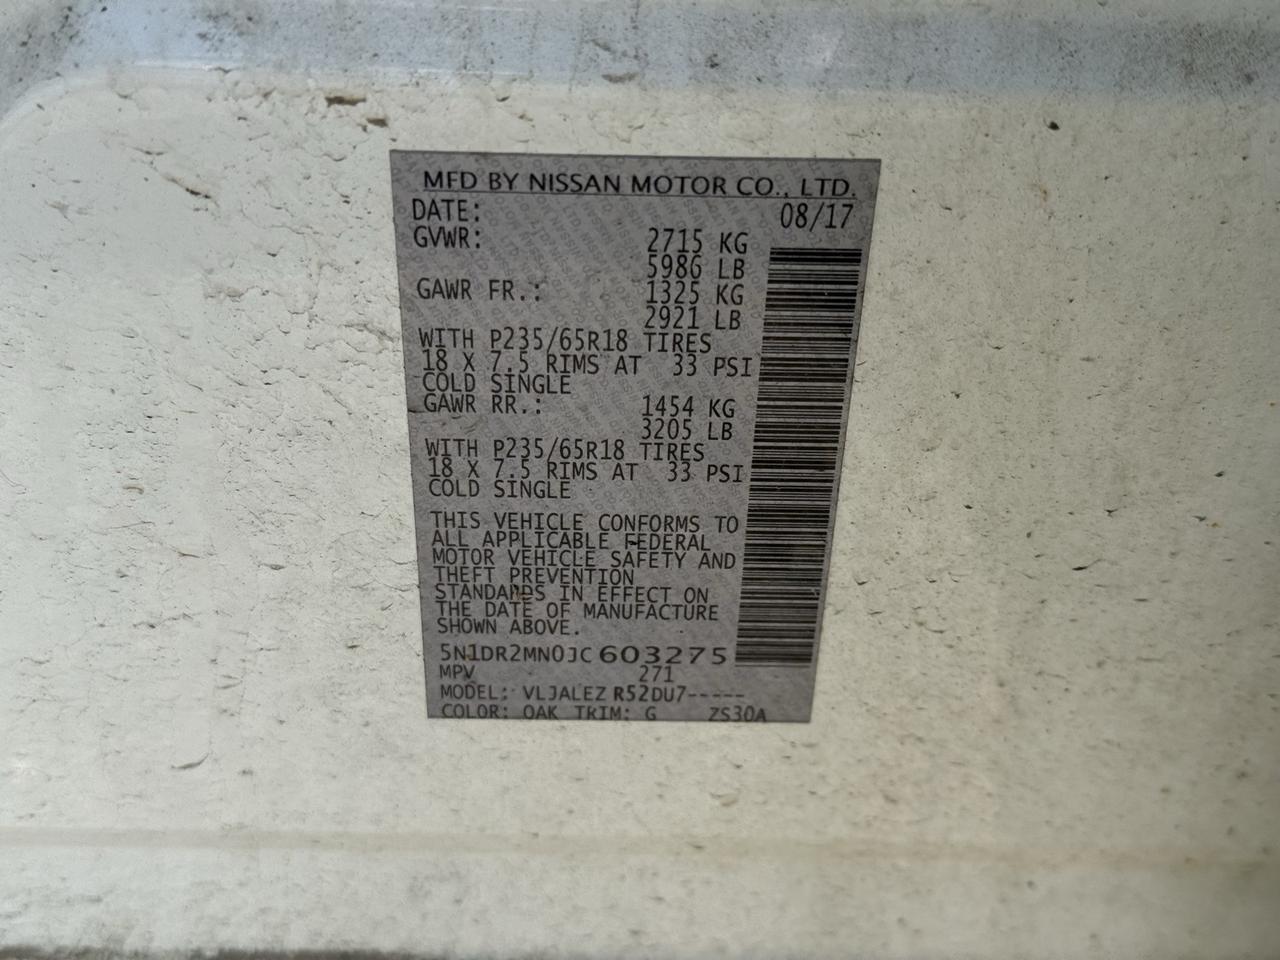 MFD BY NISSAN MOTOR CO., LTD.
DATE: 08/17
GVWR: 2715 KG
5986 LB
GAWR FR.: 1325 KG
2921 LB
WITH P235/65R18 TIRES
18 X 7.5 RIMS AT 33 PSI
COLD SINGLE
GAWR RR.: 1454 KG
3205 LB
WITH P235/65R18 TIRES
18 X 7.5 RIMS AT 33 PSI
COLD SINGLE
THIS VEHICLE CONFORMS TO
ALL APPLICABLE FEDERAL
MOTOR VEHICLE SAFETY AND
THEFT PREVENTION
STANDARDS IN EFFECT ON
THE DATE OF MANUFACTURE
SHOWN ABOVE.
5N1DR2MN0JC603275
MPV 271
MODEL: VLJALEZ R52DU7-----
COLOR: QAK TRIM: G ZS30A